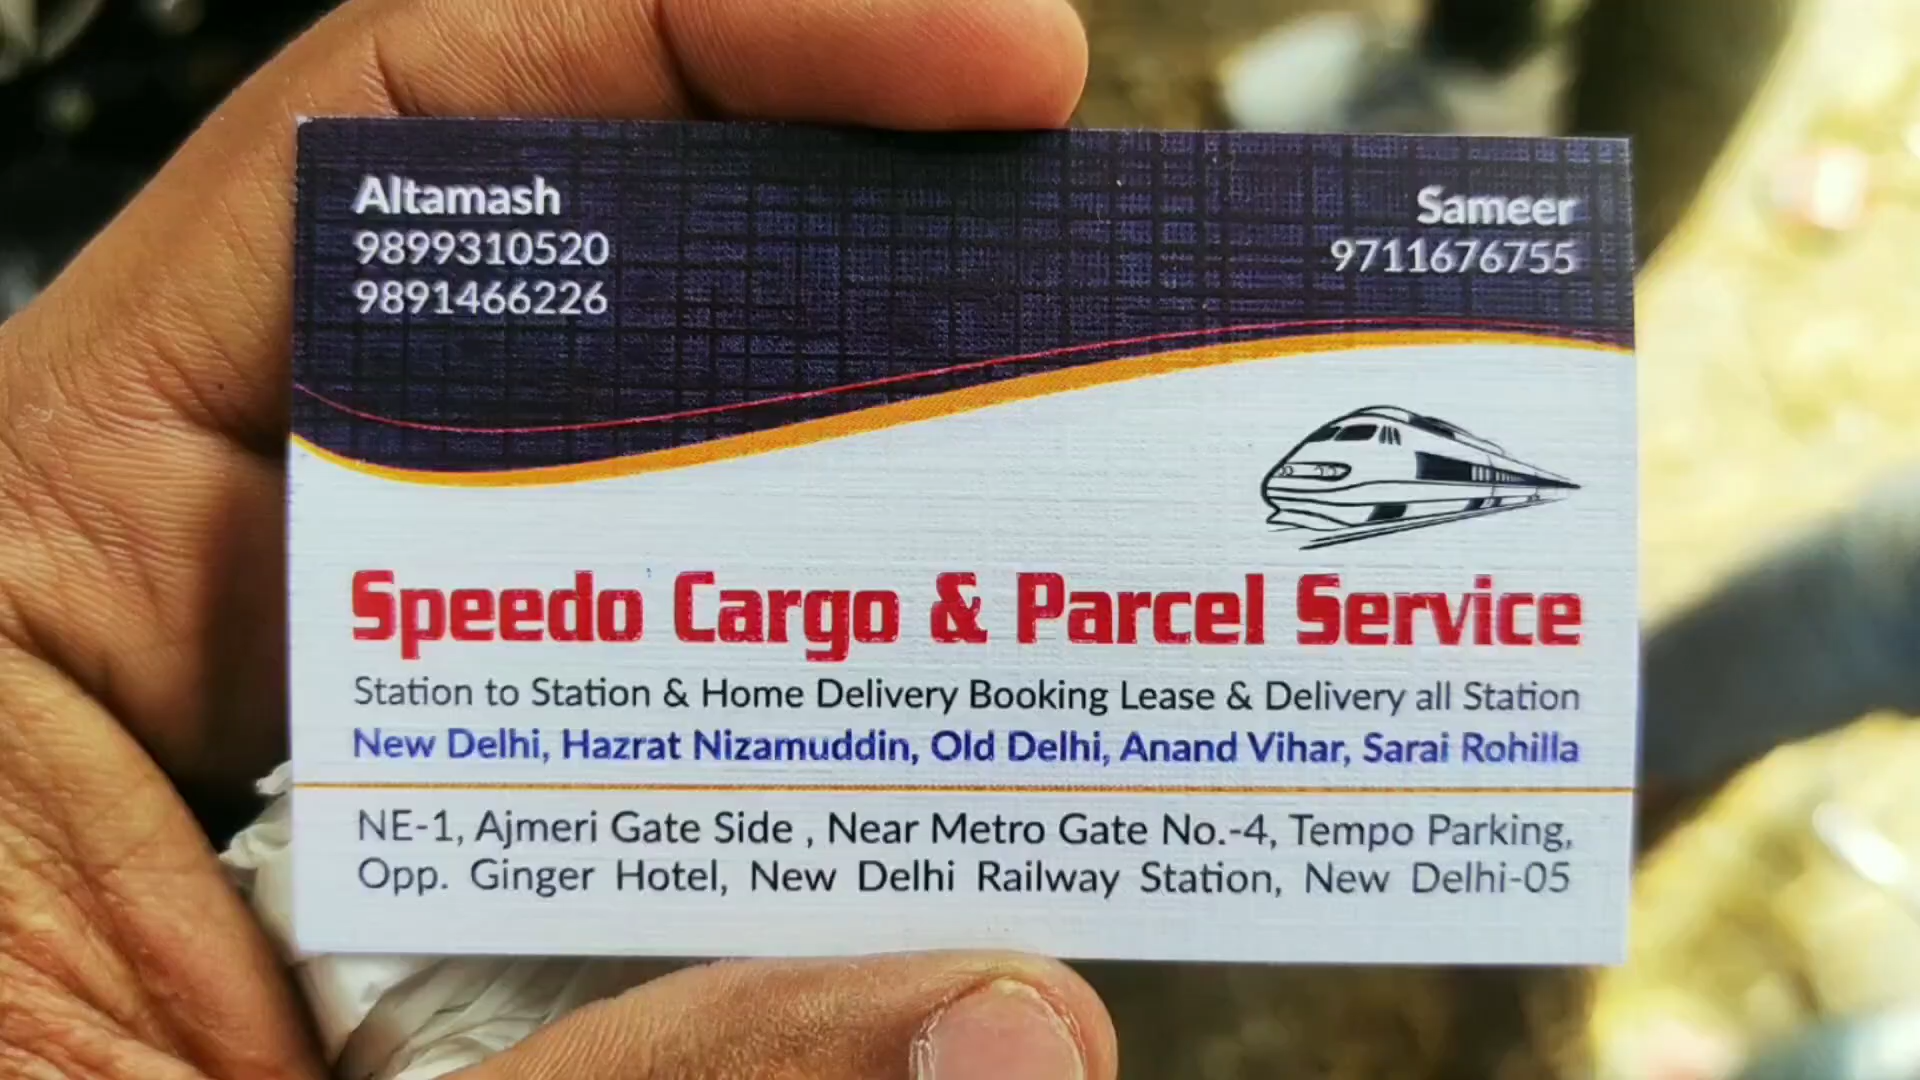 Altamash
9899310520
9891466226
Sameer
9711676755
Speedo Cargo & Parcel Service
Station to Station & Home Delivery Booking Lease & Delivery all Station
New Delhi, Hazrat Nizamuddin, Old Delhi, Anand Vihar, Sarai Rohilla
NE-1, Ajmeri Gate Side , Near Metro Gate No.-4, Tempo Parking,
Opp. Ginger Hotel, New Delhi Railway Station, New Delhi-05